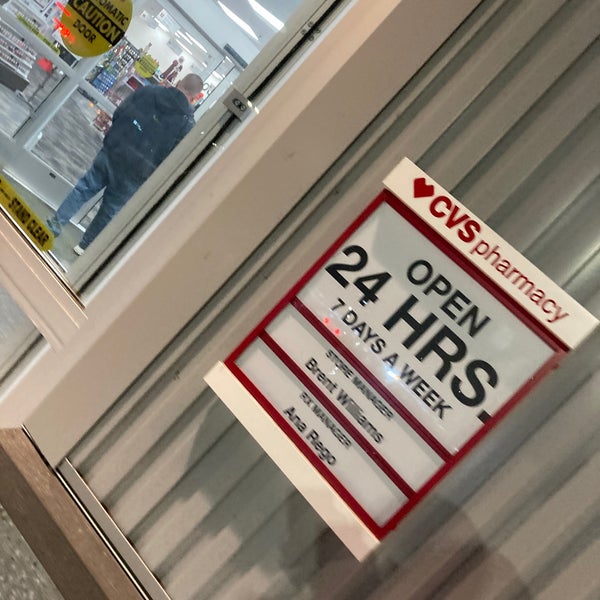 AUTOMATIC
CAUTION
DOOR
STAND CLEAR
CVS pharmacy
OPEN
24 HRS.
7 DAYS A WEEK
STORE MANAGER
Brent Williams
RX MANAGER
Ana Rego